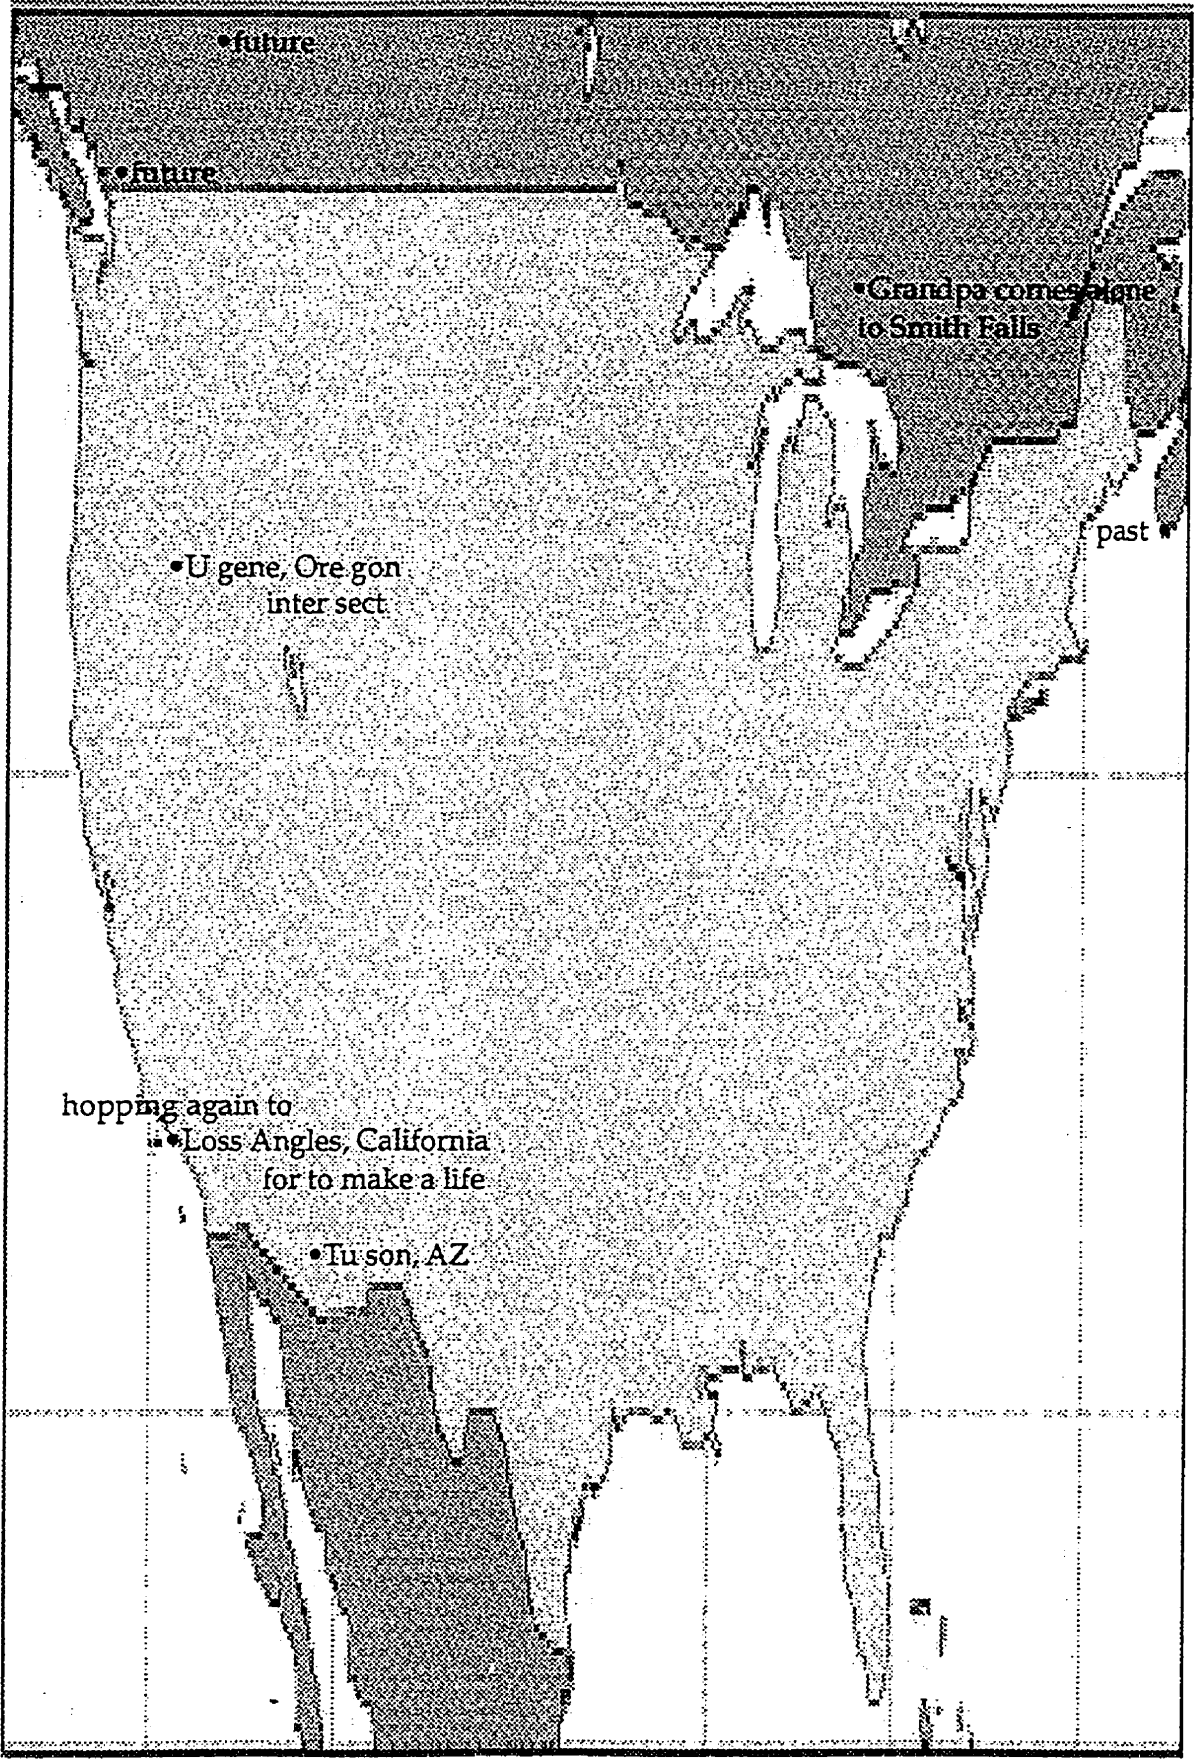 •future
•future
•Grandpa comes alone
to Smith Falls
past
•U gene, Ore gon
inter sect
hopping again to
•Loss Angles, California
for to make a life
•Tu son, AZ